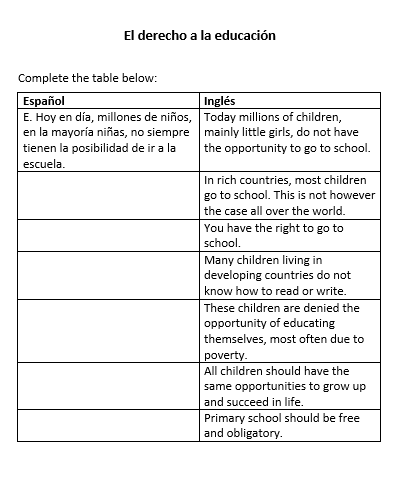 El derecho a la educación
Complete the table below:
Español
Inglés
E. Hoy en día, millones de niños,
en la mayoría niñas, no siempre
tienen la posibilidad de ir a la
escuela.
Today millions of children,
mainly little girls, do not have
the opportunity to go to school.
In rich countries, most children
go to school. This is not however
the case all over the world.
You have the right to go to
school.
Many children living in
developing countries do not
know how to read or write.
These children are denied the
opportunity of educating
themselves, most often due to
poverty.
All children should have the
same opportunities to grow up
and succeed in life.
Primary school should be free
and obligatory.